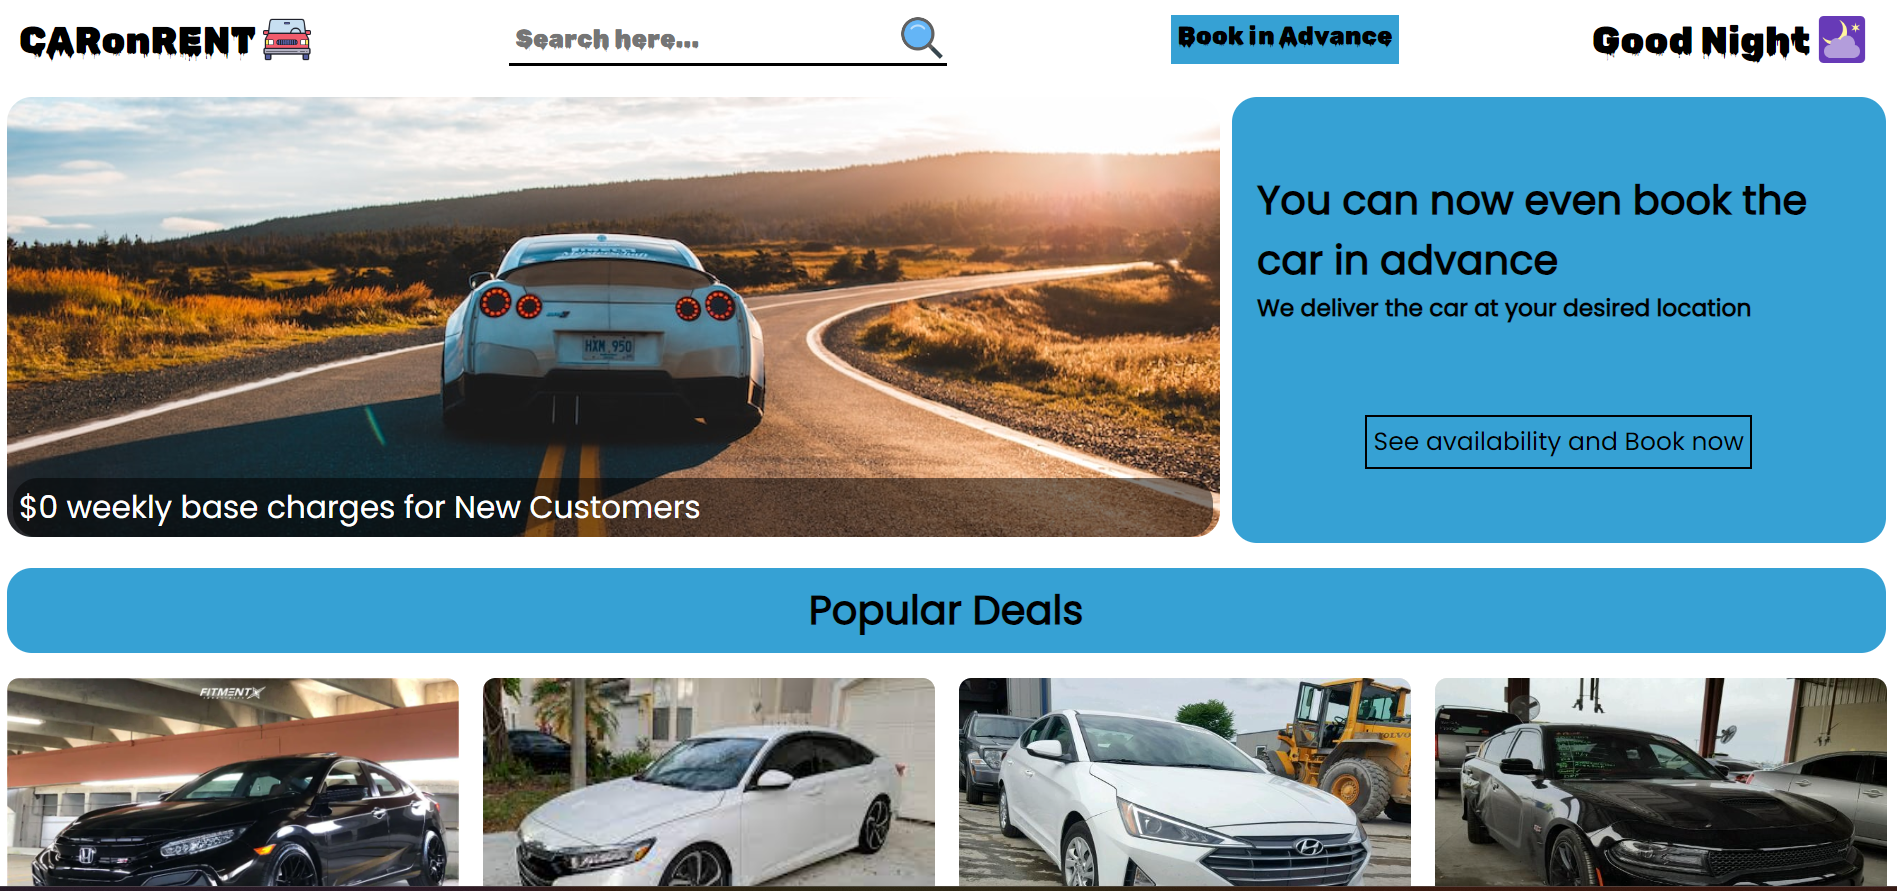 CARonRENT
Search here...
Book in Advance
Good Night
HXM 950
$0 weekly base charges for New Customers
You can now even book the
car in advance
We deliver the car at your desired location
See availability and Book now
Popular Deals
FITMENT
VOLVO